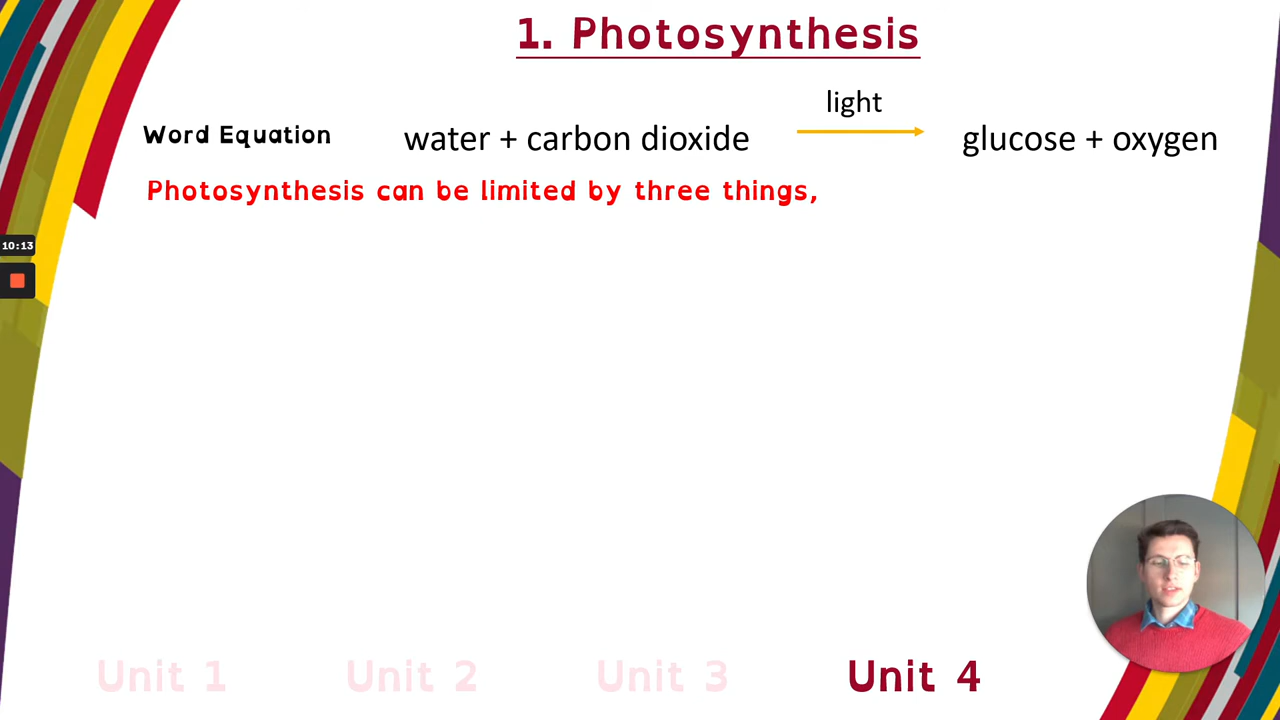 1. Photosynthesis
light
Word Equation water + carbon dioxide glucose + oxygen
Photosynthesis can be limited by three things,
10:13
Unit 1 Unit 2 Unit 3 Unit 4